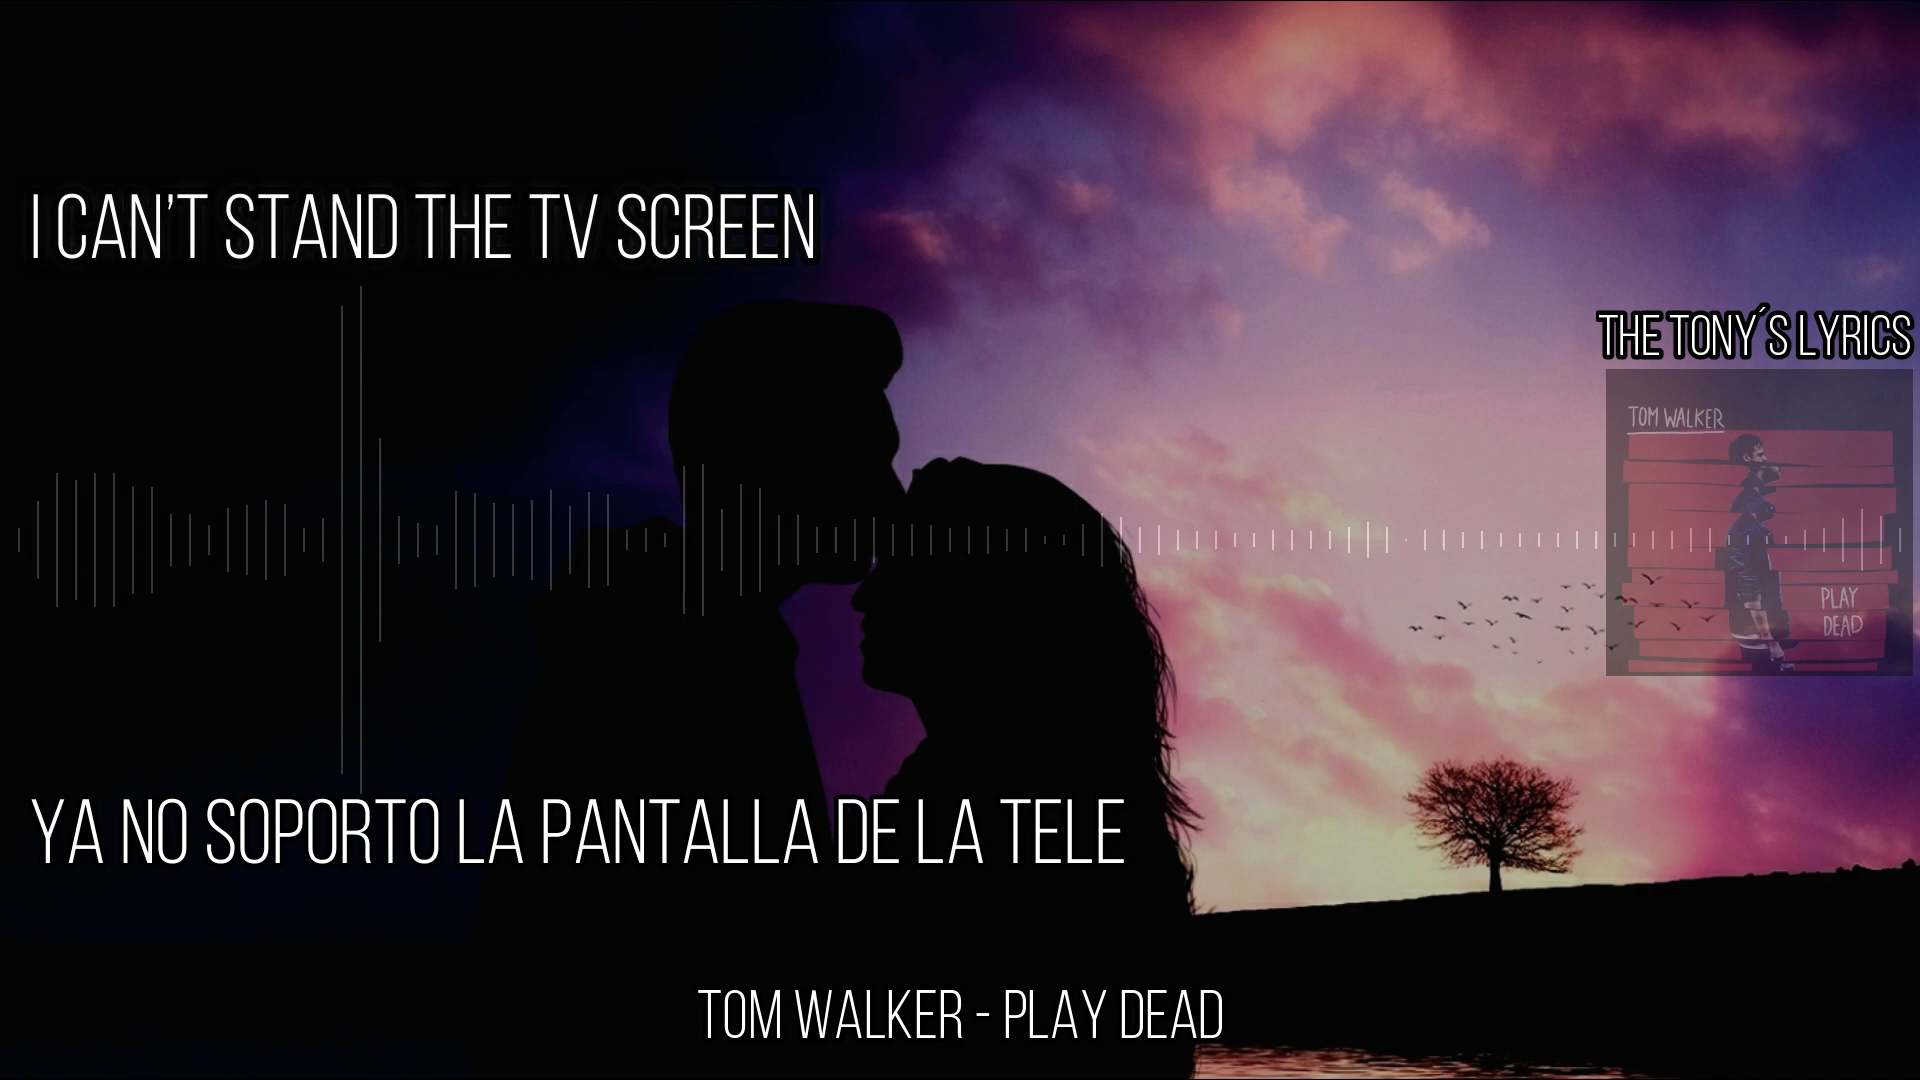 I CAN'T STAND THE TV SCREEN
THE TONY´S LYRICS
TOM WALKER
PLAY
DEAD
YA NO SOPORTO LA PANTALLA DE LA TELE
TOM WALKER - PLAY DEAD